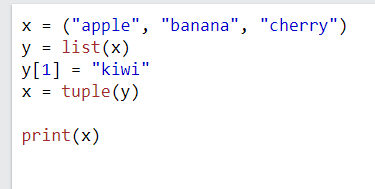 x = ("apple", "banana", "cherry")
y = list(x)
y[1] = "kiwi"
x = tuple(y)
print(x)